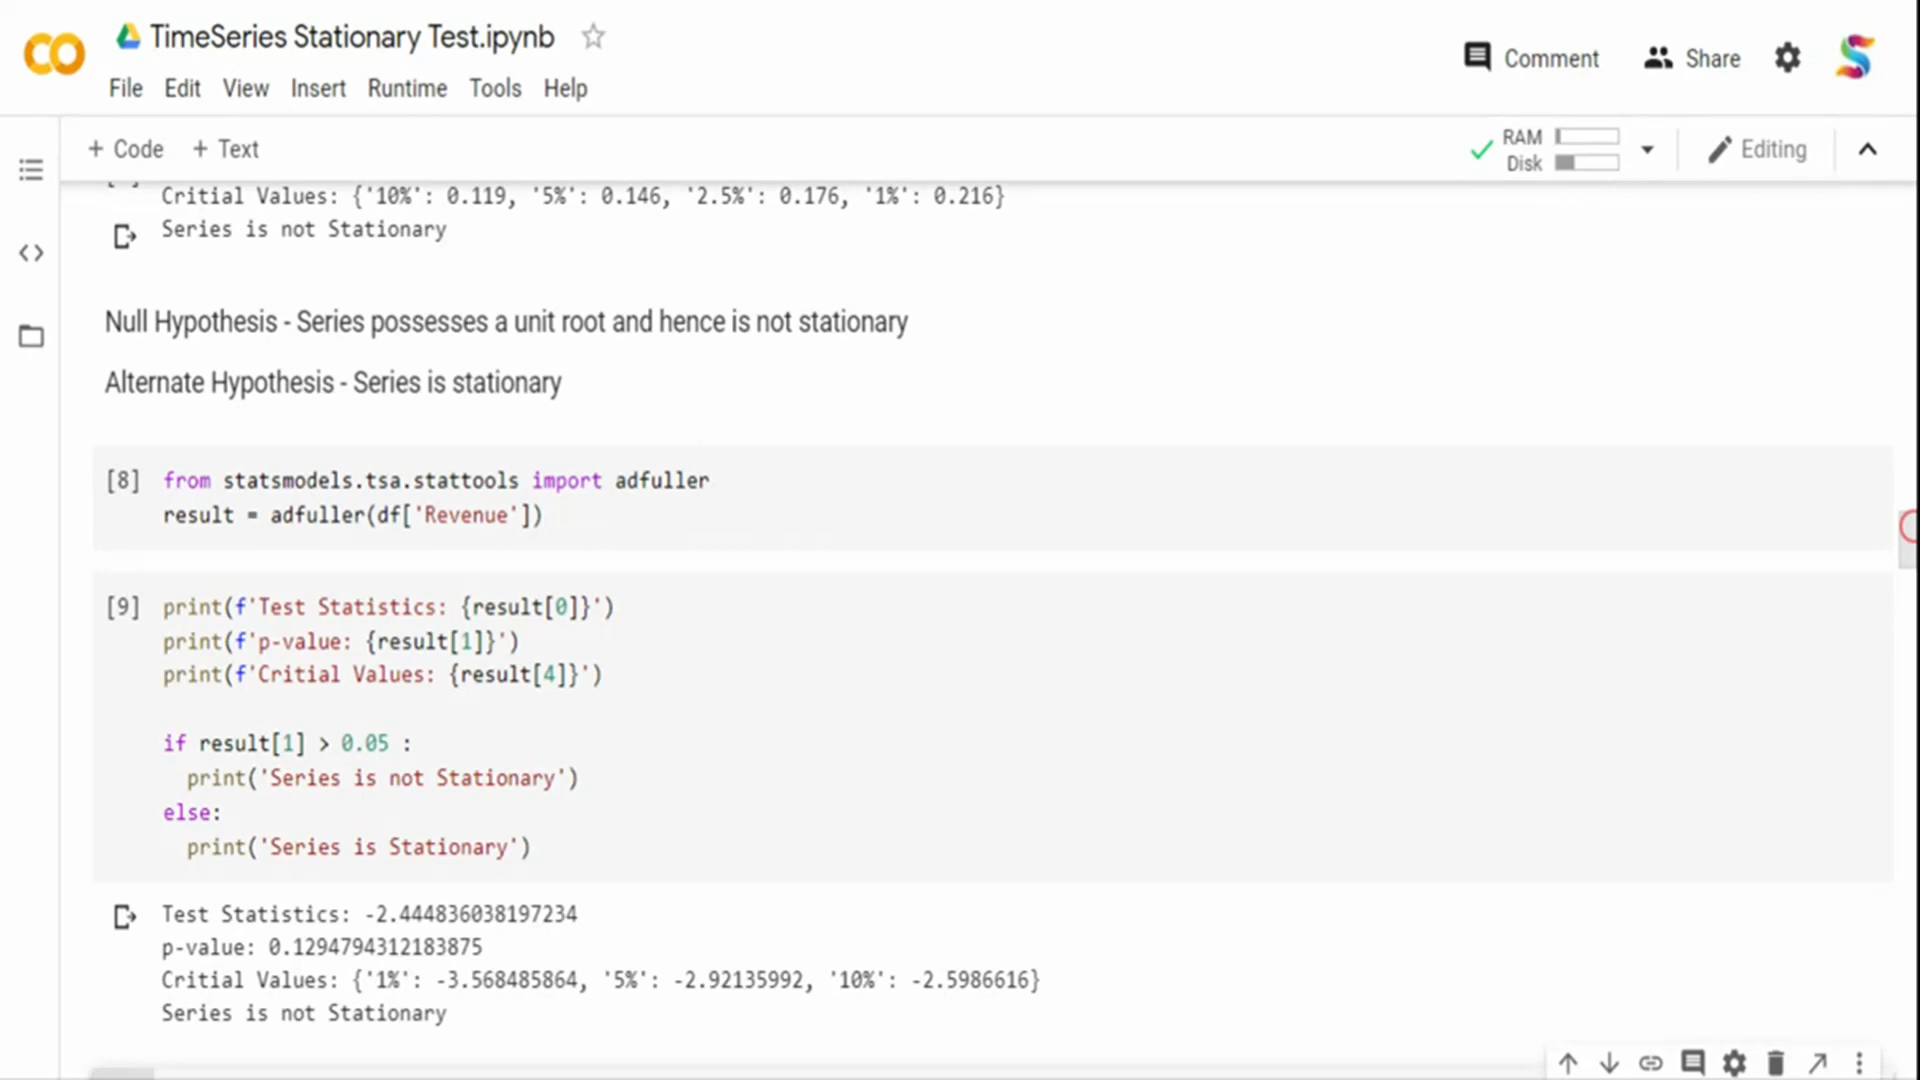 TimeSeries Stationary Test.ipynb
Comment
Share
File Edit View Insert Runtime Tools Help
+ Code + Text
RAM
Disk
Editing
Critial Values: {'10%': 0.119, '5%': 0.146, '2.5%': 0.176, '1%': 0.216}
Series is not Stationary
Null Hypothesis - Series possesses a unit root and hence is not stationary
Alternate Hypothesis - Series is stationary
[8] from statsmodels.tsa.stattools import adfuller
result = adfuller(df['Revenue'])
[9] print(f'Test Statistics: {result[0]}')
print(f'p-value: {result[1]}')
print(f'Critial Values: {result[4]}')
if result[1] > 0.05 :
print('Series is not Stationary')
else:
print('Series is Stationary')
Test Statistics: -2.444836038197234
p-value: 0.1294794312183875
Critial Values: {'1%': -3.568485864, '5%': -2.92135992, '10%': -2.5986616}
Series is not Stationary